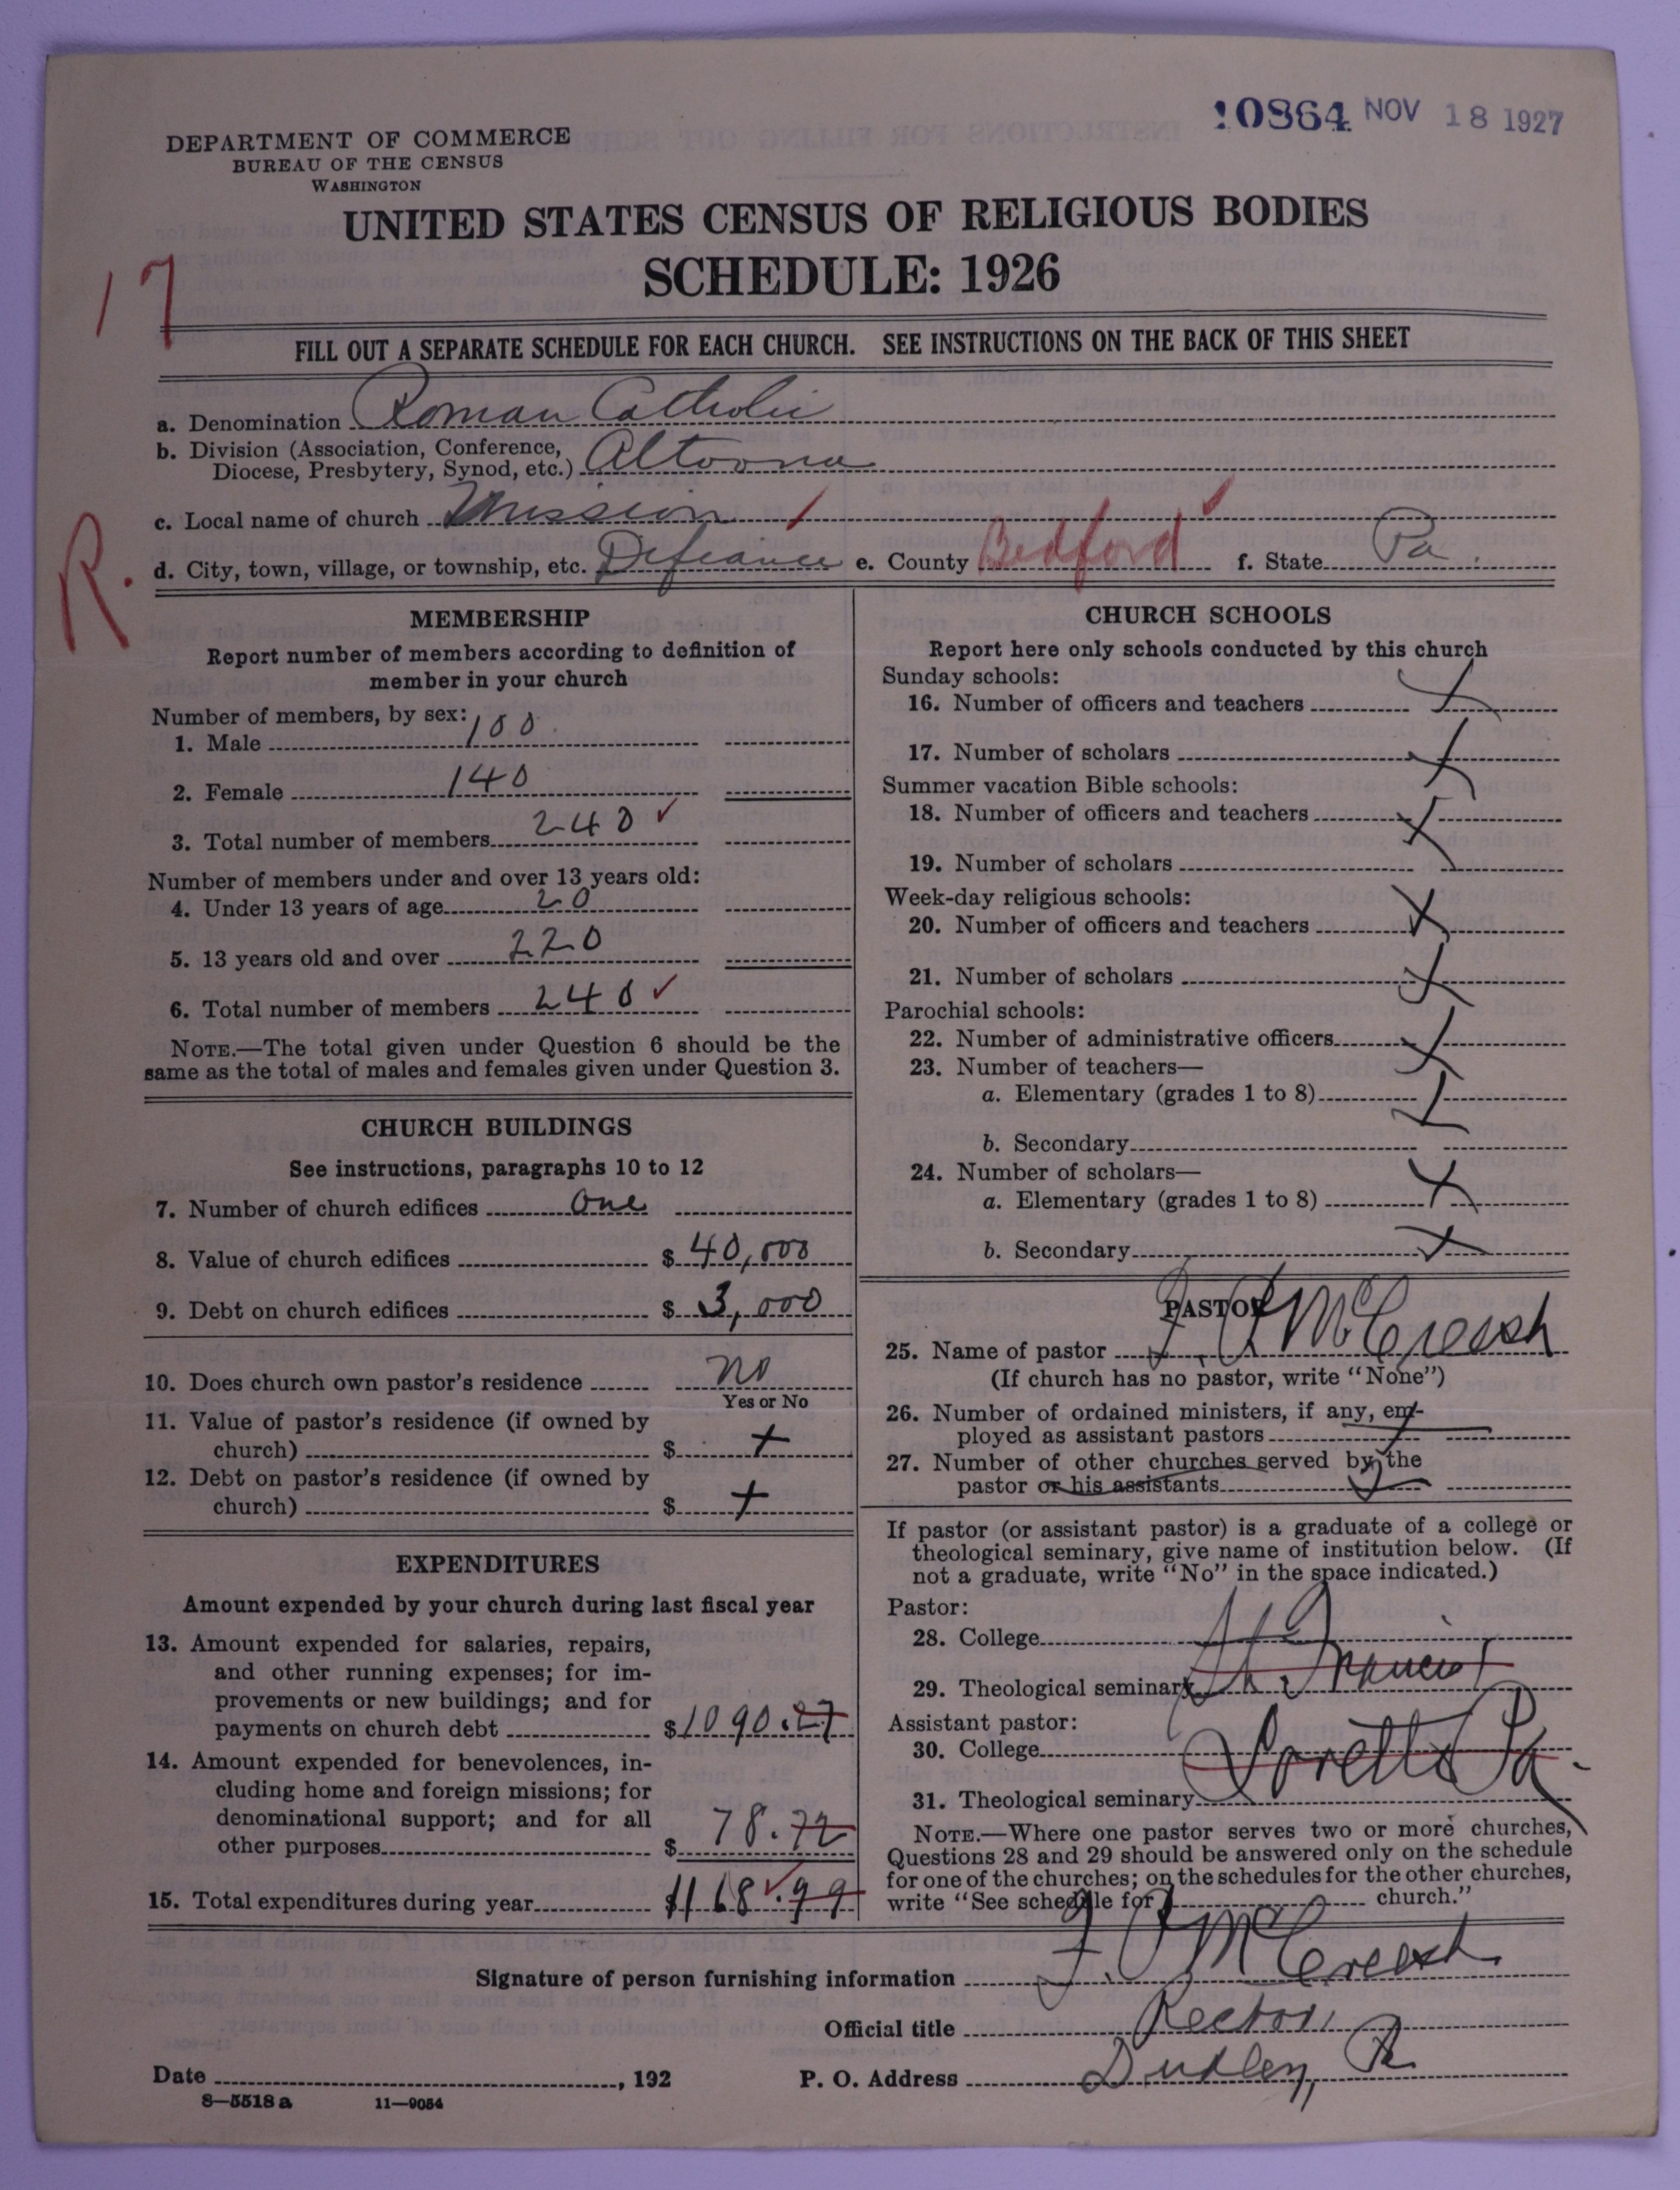 10864 NOV 18 1927
DEPARTMENT OF COMMERCE
BUREAU OF THE CENSUS
WASHINGTON
UNITED STATES CENSUS OF RELIGIOUS BODIES
SCHEDULE: 1926
17
FILL OUT A SEPARATE SCHEDULE FOR EACH CHURCH. SEE INSTRUCTIONS ON THE BACK OF THIS SHEET
a. Denomination Roman Catholic
b. Division (Association, Conference,
Diocese, Presbytery, Synod, etc.) Altoona
c. Local name of church Mission
R.
d. City, town, village, or township, etc. Defiance e. County Bedford f. State Pa.
MEMBERSHIP
Report number of members according to definition of
member in your church
Number of members, by sex:
1. Male 100
2. Female 140
3. Total number of members 240 ✓
Number of members under and over 13 years old:
4. Under 13 years of age 20
5. 13 years old and over 220
6. Total number of members 240 ✓
NOTE.—The total given under Question 6 should be the
same as the total of males and females given under Question 3.
CHURCH BUILDINGS
See instructions, paragraphs 10 to 12
7. Number of church edifices One
8. Value of church edifices $ 40,000
9. Debt on church edifices $ 3,000
10. Does church own pastor's residence No
Yes or No
11. Value of pastor's residence (if owned by
church) $ +
12. Debt on pastor's residence (if owned by
church) $ +
EXPENDITURES
Amount expended by your church during last fiscal year
13. Amount expended for salaries, repairs,
and other running expenses; for im-
provements or new buildings; and for
payments on church debt $1090.27
14. Amount expended for benevolences, in-
cluding home and foreign missions; for
denominational support; and for all
other purposes $ 78.72
15. Total expenditures during year $1168.99
CHURCH SCHOOLS
Report here only schools conducted by this church
Sunday schools:
16. Number of officers and teachers
17. Number of scholars
Summer vacation Bible schools:
18. Number of officers and teachers
19. Number of scholars
Week-day religious schools:
20. Number of officers and teachers
21. Number of scholars
Parochial schools:
22. Number of administrative officers
23. Number of teachers—
a. Elementary (grades 1 to 8)
b. Secondary
24. Number of scholars—
a. Elementary (grades 1 to 8)
b. Secondary
PASTOR
25. Name of pastor McCreesh
(If church has no pastor, write "None")
26. Number of ordained ministers, if any, em-
ployed as assistant pastors
27. Number of other churches served by the
pastor or his assistants
If pastor (or assistant pastor) is a graduate of a college or
theological seminary, give name of institution below. (If
not a graduate, write "No" in the space indicated.)
Pastor:
28. College St
29. Theological seminary St. Francis
Assistant pastor:
30. College Loretto Pa.
31. Theological seminary
NOTE.—Where one pastor serves two or more churches,
Questions 28 and 29 should be answered only on the schedule
for one of the churches; on the schedules for the other churches,
write "See schedule for church."
Signature of person furnishing information McCreesh
Official title Rector
Date , 192 P. O. Address Dudley, Pa
8—5518 a 11—9054